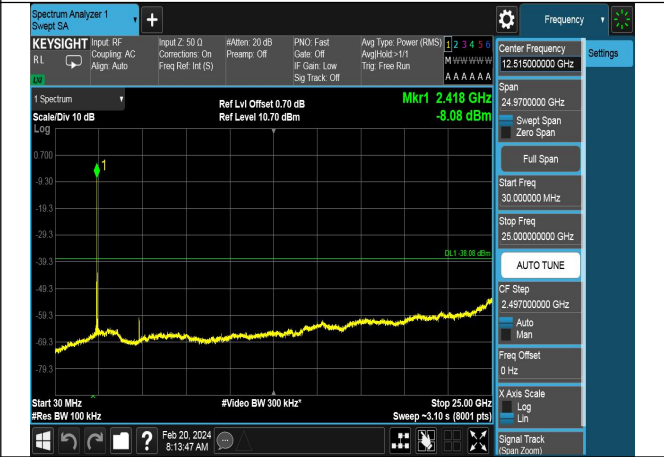 Spectrum Analyzer 1
Swept SA
+
Frequency
KEYSIGHT
RL
Input: RF
Coupling: AC
Align: Auto
Input Z: 50 Ω
Corrections: On
Freq Ref: Int (S)
#Atten: 20 dB
Preamp: Off
PNO: Fast
Gate: Off
IF Gain: Low
Sig Track: Off
Avg Type: Power (RMS)
Avg|Hold:>1/1
Trig: Free Run
1 2 3 4 5 6
M W W W W W
A A A A A A
1 Spectrum
Scale/Div 10 dB
Log
Ref Lvl Offset 0.70 dB
Ref Level 10.70 dBm
Mkr1 2.418 GHz
-8.08 dBm
1
0.700
-9.30
-19.3
-29.3
-39.3
-49.3
-59.3
-69.3
-79.3
DL1 -38.08 dBm
Start 30 MHz
#Res BW 100 kHz
#Video BW 300 kHz*
Stop 25.00 GHz
Sweep ~3.10 s (8001 pts)
Feb 20, 2024
8:13:47 AM
?
Center Frequency
12.515000000 GHz
Settings
Span
24.9700000 GHz
Swept Span
Zero Span
Full Span
Start Freq
30.000000 MHz
Stop Freq
25.000000000 GHz
AUTO TUNE
CF Step
2.497000000 GHz
Auto
Man
Freq Offset
0 Hz
X Axis Scale
Log
Lin
Signal Track
(Span Zoom)